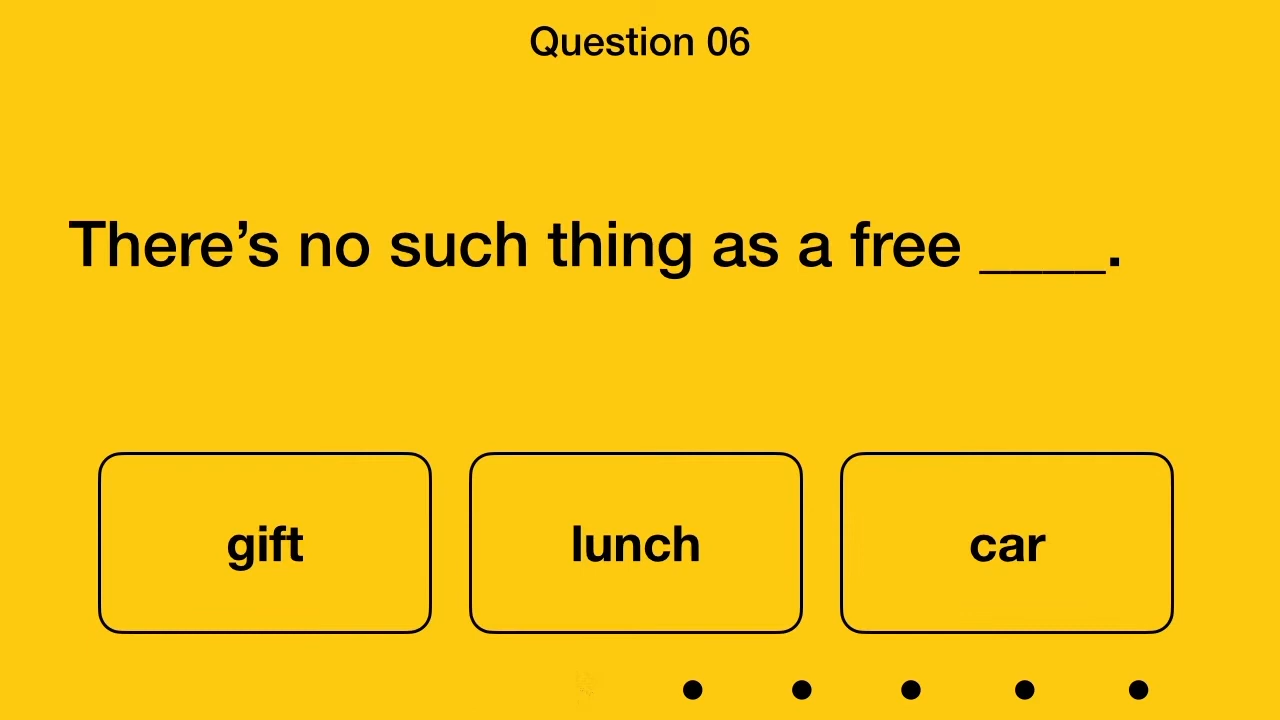 Question 06
There’s no such thing as a free ____.
gift
lunch
car